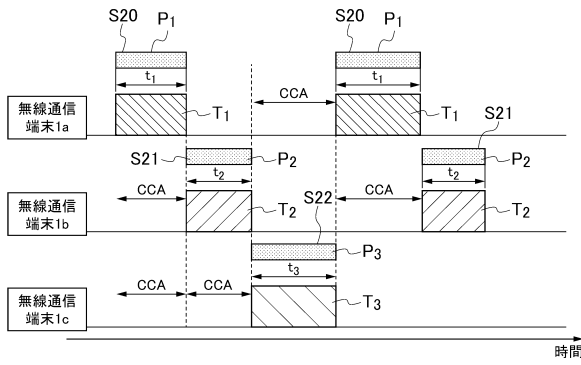 S20 P1 S20 P1
t1 CCA t1
無線通信
端末1a
T1 T1
S21 P2 S21 P2
t2 t2
無線通信
端末1b
CCA T2 CCA T2
S22 P3
t3
無線通信
端末1c
CCA CCA T3
時間